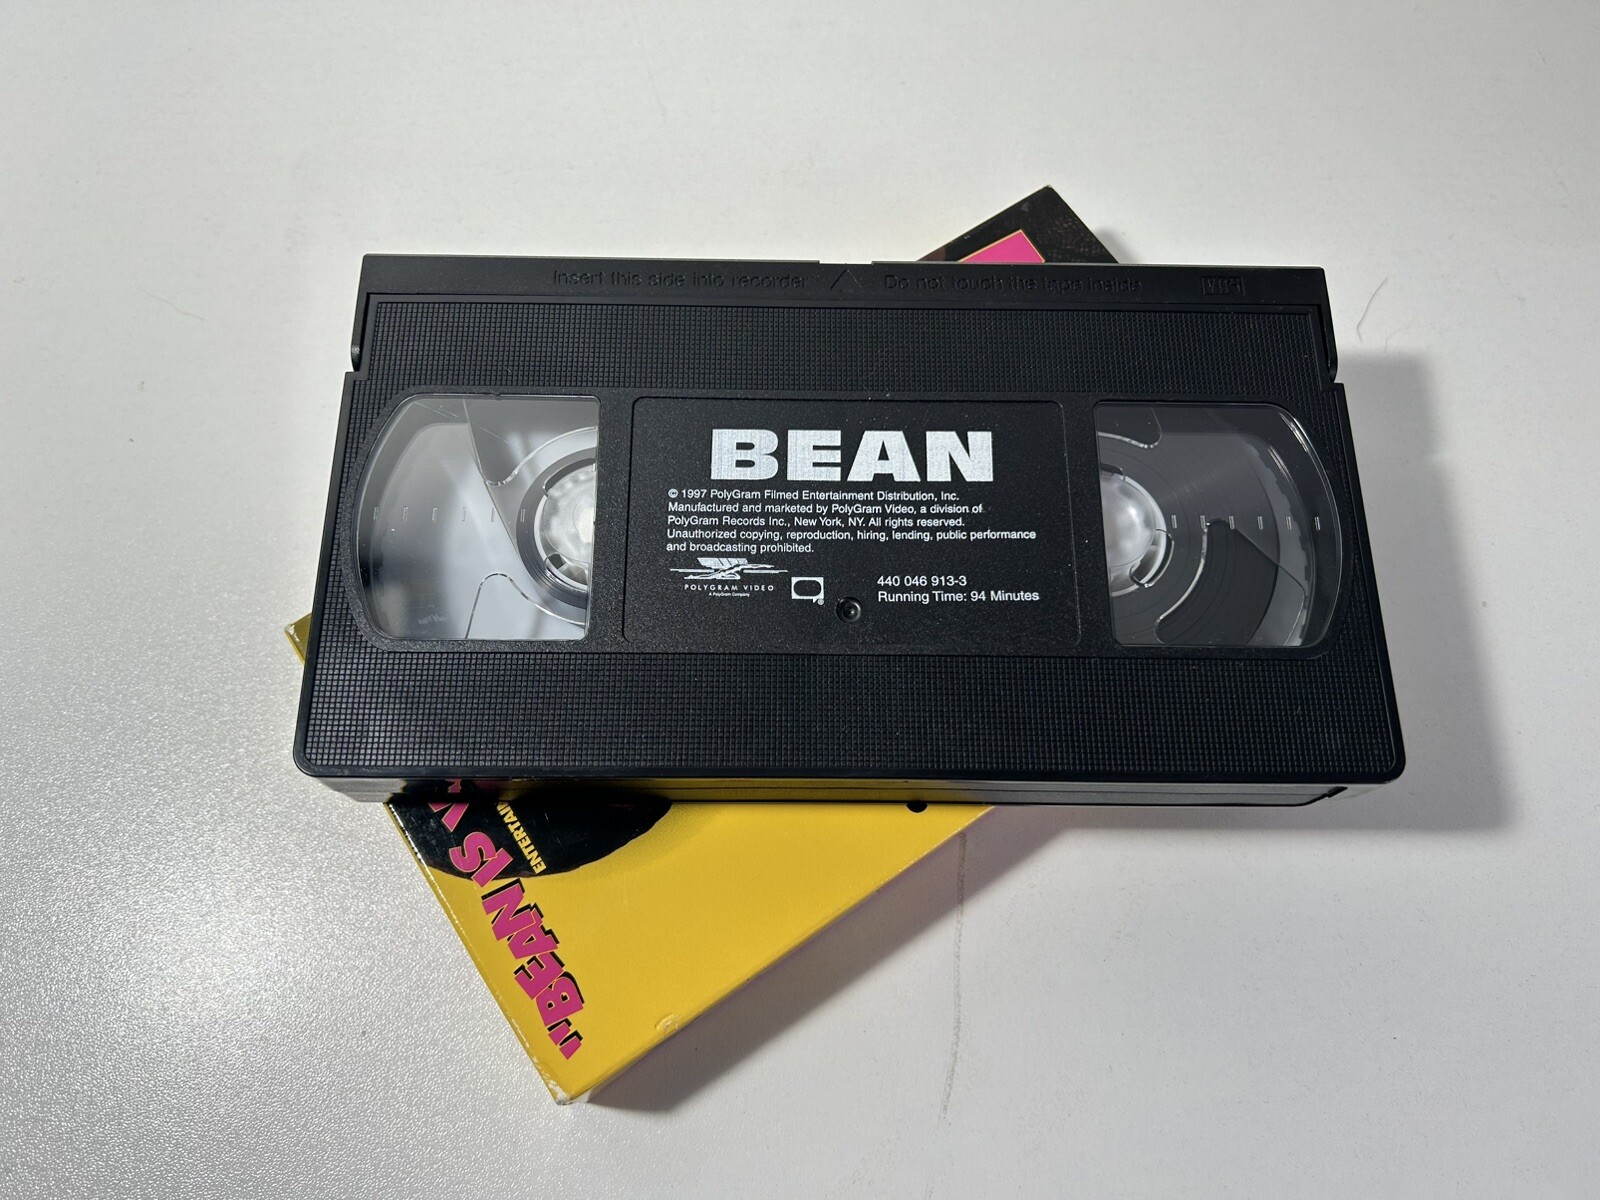 Insert this side into recorder △ Do not touch the tape inside VHS
BEAN
© 1997 PolyGram Filmed Entertainment Distribution, Inc.
Manufactured and marketed by PolyGram Video, a division of
PolyGram Records Inc., New York, NY. All rights reserved.
Unauthorized copying, reproduction, hiring, lending, public performance
and broadcasting prohibited.
POLYGRAM VIDEO
A PolyGram Company
®
440 046 913-3
Running Time: 94 Minutes
"BEAN IS